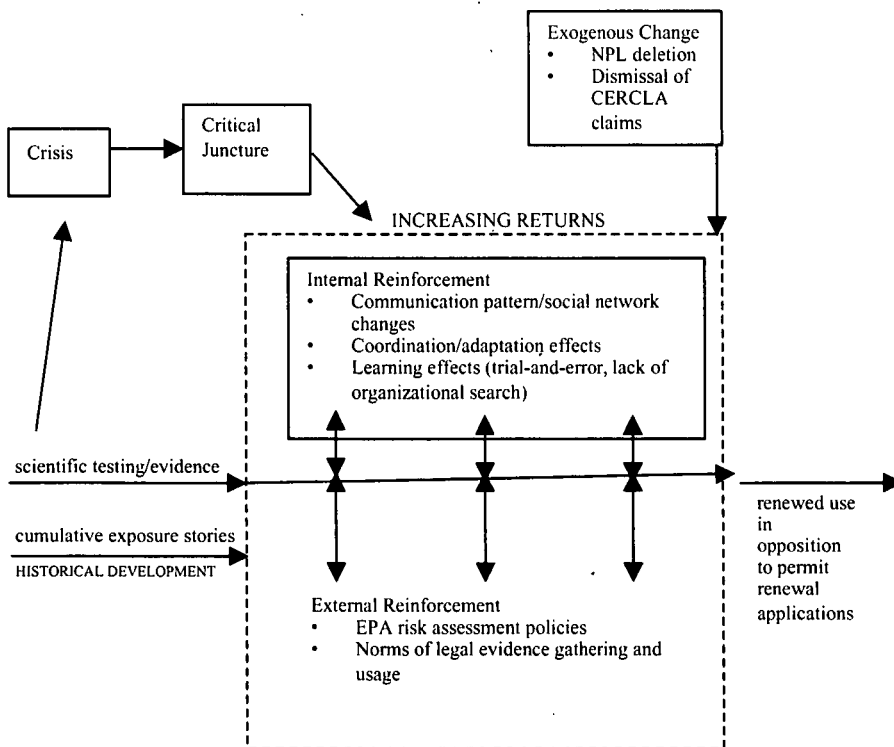 Exogenous Change
• NPL deletion
• Dismissal of
CERCLA
claims
Crisis
Critical
Juncture
INCREASING RETURNS
Internal Reinforcement
• Communication pattern/social network
changes
• Coordination/adaptation effects
• Learning effects (trial-and-error, lack of
organizational search)
scientific testing/evidence
cumulative exposure stories
HISTORICAL DEVELOPMENT
renewed use
in
opposition
to permit
renewal
applications
External Reinforcement
• EPA risk assessment policies
• Norms of legal evidence gathering and
usage